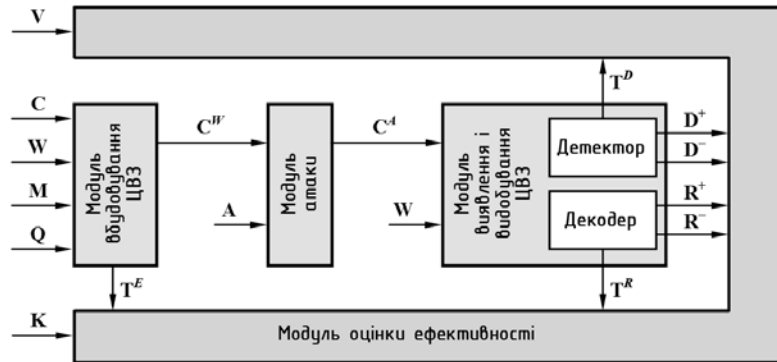 V
T^D
C
W
M
Q
Модуль
вбудовування
ЦВЗ
C^W
A
Модуль
атаки
C^A
W
Модуль
виявлення і
видобування
ЦВЗ
Детектор
Декодер
D^+
D^−
R^+
R^−
T^E
T^R
K
Модуль оцінки ефективності